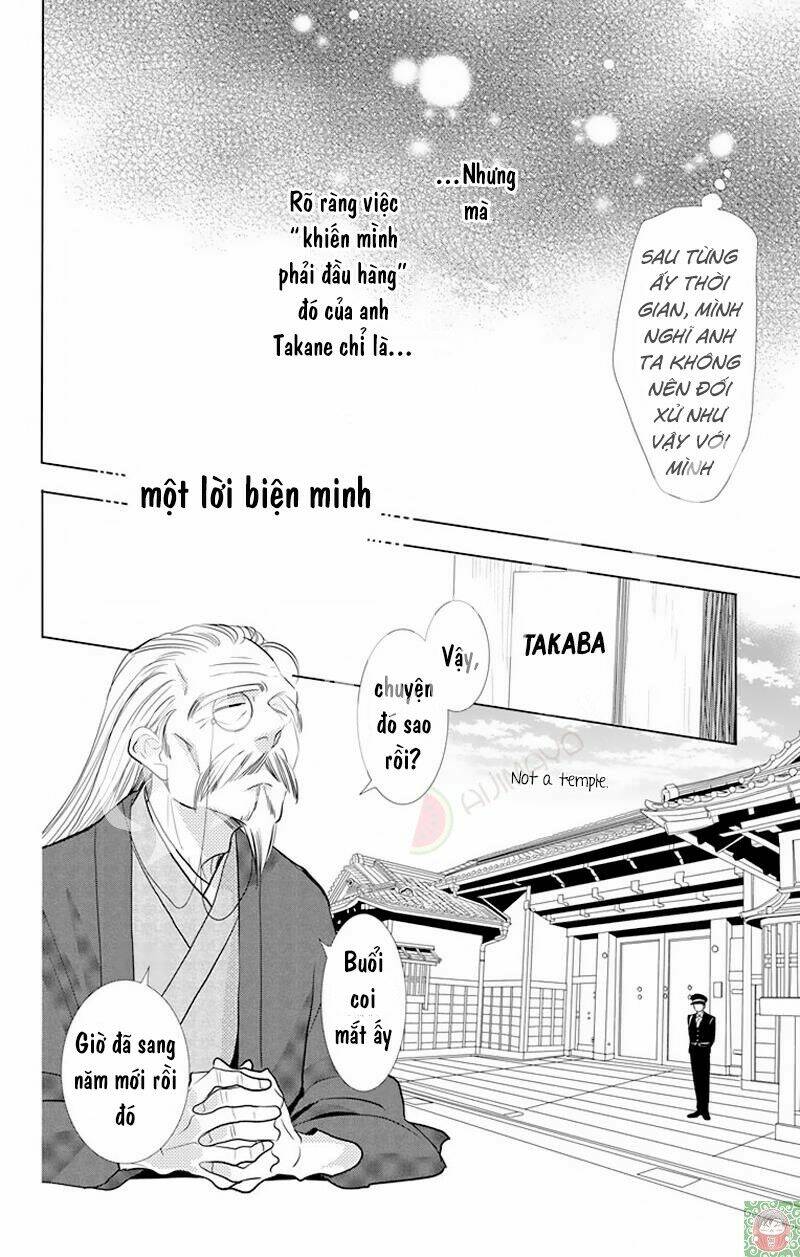 ...Nhưng
mà
Rõ ràng việc
“khiến mình
phải đầu hàng”
đó của anh
Takane chỉ là...
SAU TỪNG
ẤY THỜI
GIAN, MÌNH
NGHĨ ANH
TA KHÔNG
NÊN ĐỐI
XỬ NHƯ
VẬY VỚI
MÌNH
một lời biện minh
TAKABA
Vậy,
chuyện
đó sao
rồi?
Not a temple.
AIJIMAYO
Buổi
coi
mắt ấy
Giờ đã sang
năm mới rồi
đó